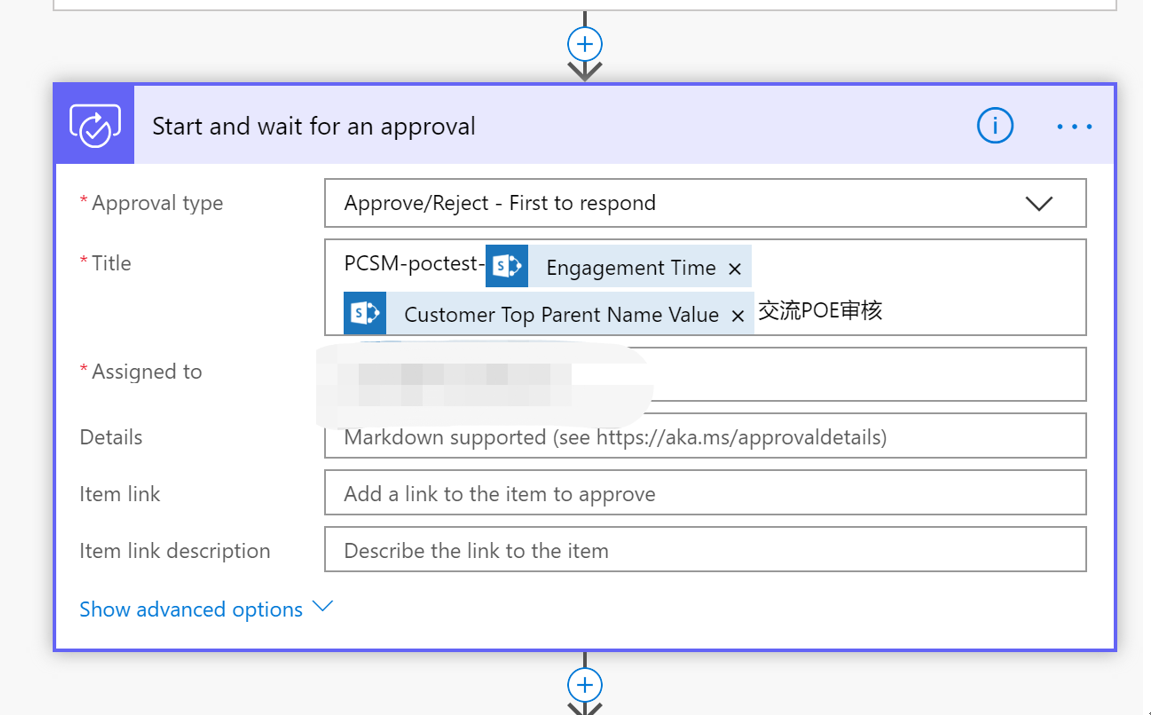 Start and wait for an approval
* Approval type
Approve/Reject - First to respond
* Title
PCSM-poctest- Engagement Time ×
Customer Top Parent Name Value × 交流POE审核
* Assigned to
Details
Markdown supported (see https://aka.ms/approvaldetails)
Item link
Add a link to the item to approve
Item link description
Describe the link to the item
Show advanced options